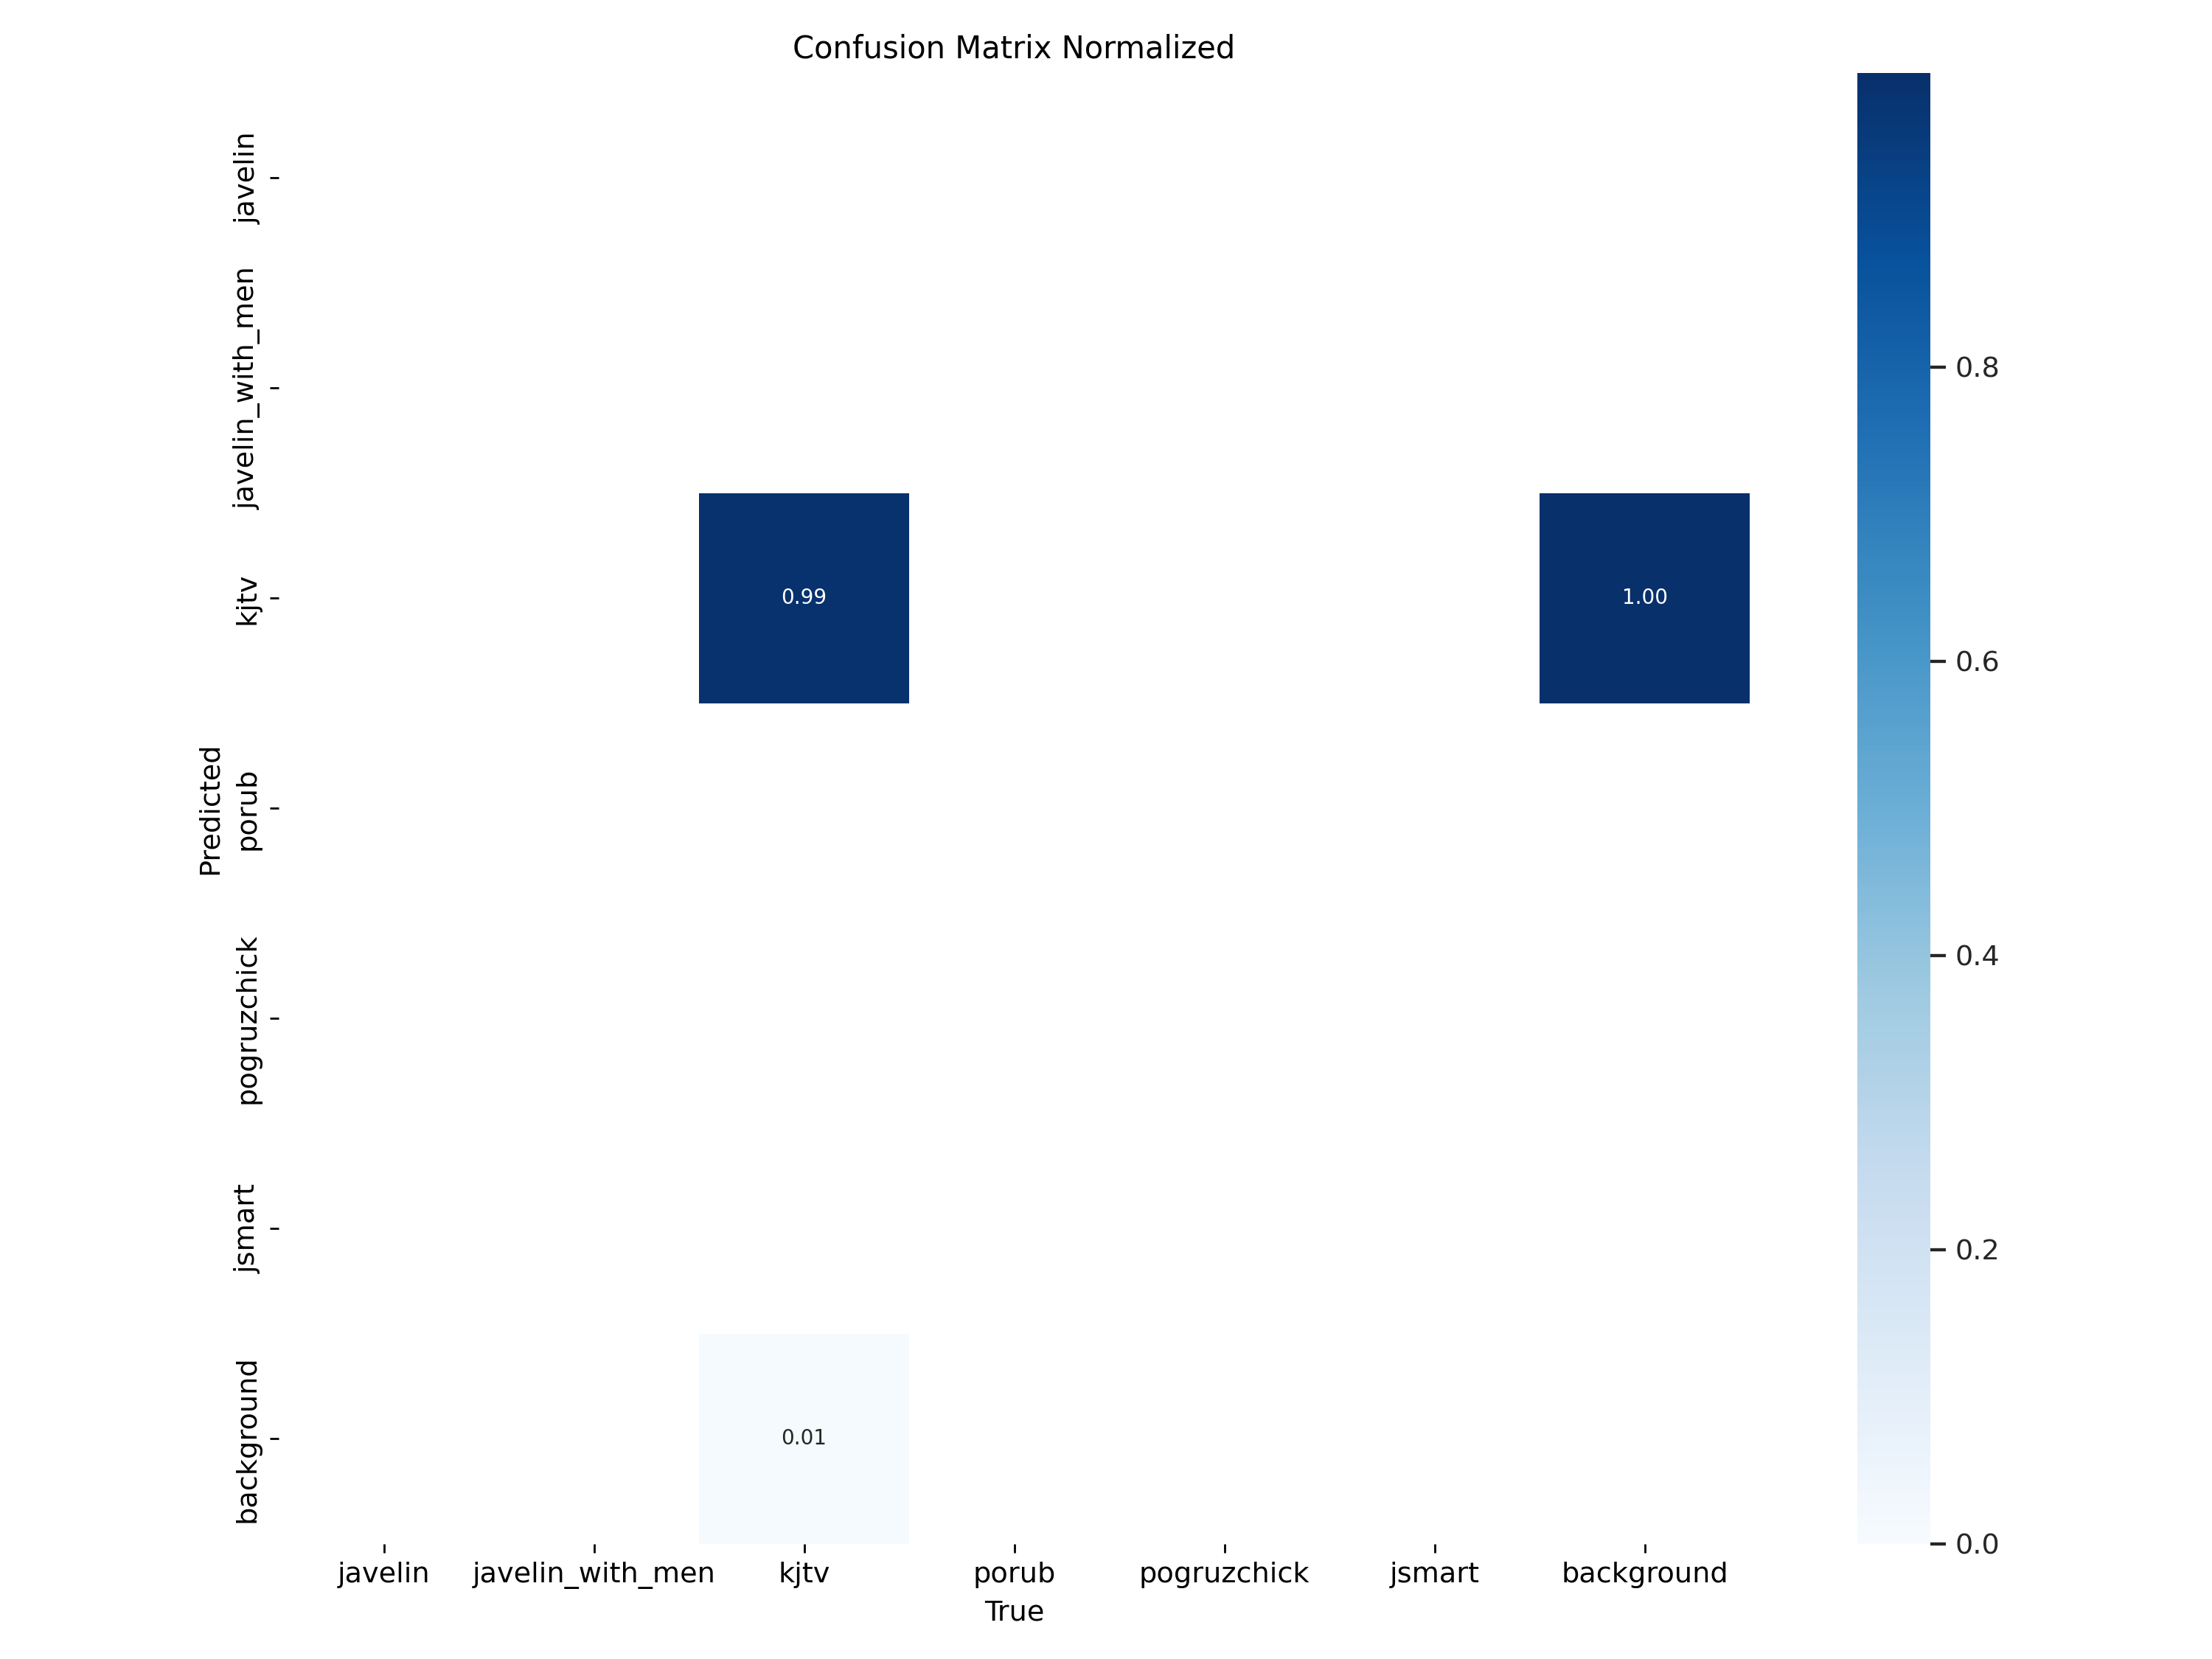 Confusion Matrix Normalized
javelin
javelin_with_men
kjtv
porub
pogruzchick
jsmart
background
Predicted
0.99
1.00
0.01
0.8
0.6
0.4
0.2
0.0
javelin javelin_with_men kjtv porub pogruzchick jsmart background
True